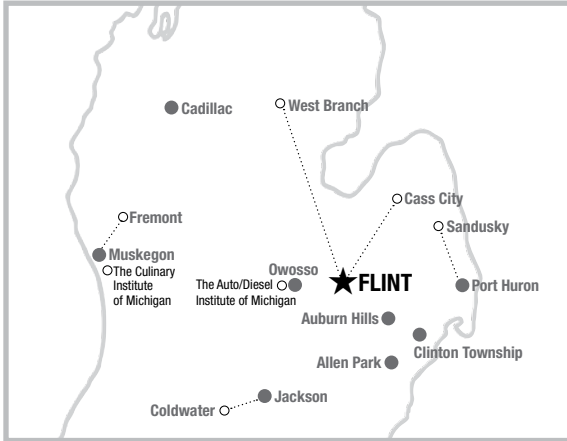 West Branch
Cadillac
Cass City
Fremont
Sandusky
Muskegon
The Culinary
Institute
of Michigan
Owosso
The Auto/Diesel
Institute of Michigan
FLINT
Port Huron
Auburn Hills
Clinton Township
Allen Park
Jackson
Coldwater